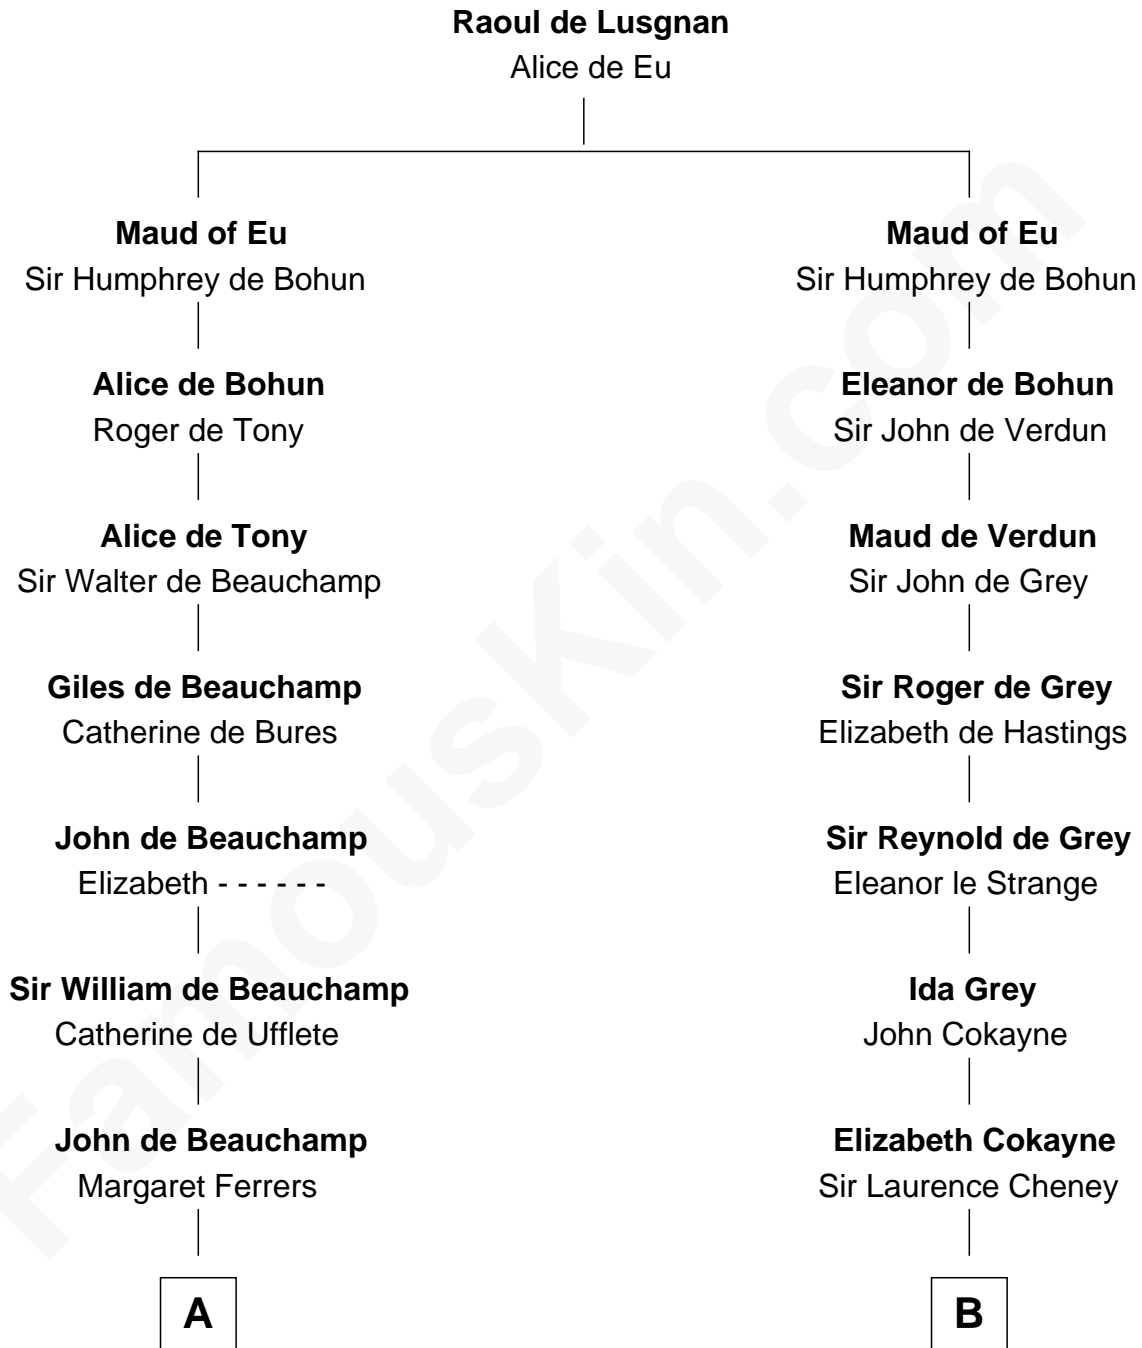 Raoul de Lusgnan
Alice de Eu
Maud of Eu
Sir Humphrey de Bohun
Maud of Eu
Sir Humphrey de Bohun
Alice de Bohun
Roger de Tony
Eleanor de Bohun
Sir John de Verdun
Alice de Tony
Sir Walter de Beauchamp
Maud de Verdun
Sir John de Grey
Giles de Beauchamp
Catherine de Bures
Sir Roger de Grey
Elizabeth de Hastings
John de Beauchamp
Elizabeth - - - - - -
Sir Reynold de Grey
Eleanor le Strange
Sir William de Beauchamp
Catherine de Ufflete
Ida Grey
John Cokayne
John de Beauchamp
Margaret Ferrers
Elizabeth Cokayne
Sir Laurence Cheney
A
B
FamousKin.com